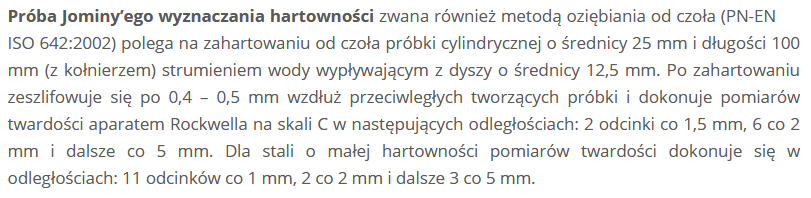 Próba Jominy’ego wyznaczania hartowności zwana również metodą oziębiania od czoła (PN-EN
ISO 642:2002) polega na zahartowaniu od czoła próbki cylindrycznej o średnicy 25 mm i długości 100
mm (z kołnierzem) strumieniem wody wypływającym z dyszy o średnicy 12,5 mm. Po zahartowaniu
zeszlifowuje się po 0,4 – 0,5 mm wzdłuż przeciwległych tworzących próbki i dokonuje pomiarów
twardości aparatem Rockwella na skali C w następujących odległościach: 2 odcinki co 1,5 mm, 6 co 2
mm i dalsze co 5 mm. Dla stali o małej hartowności pomiarów twardości dokonuje się w
odległościach: 11 odcinków co 1 mm, 2 co 2 mm i dalsze 3 co 5 mm.